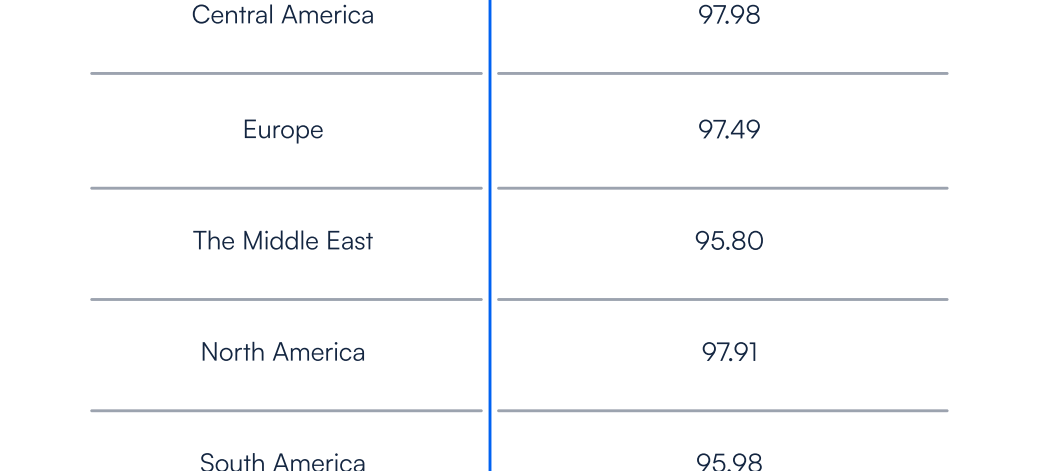 Central America 97.98
Europe 97.49
The Middle East 95.80
North America 97.91
South America 95.98